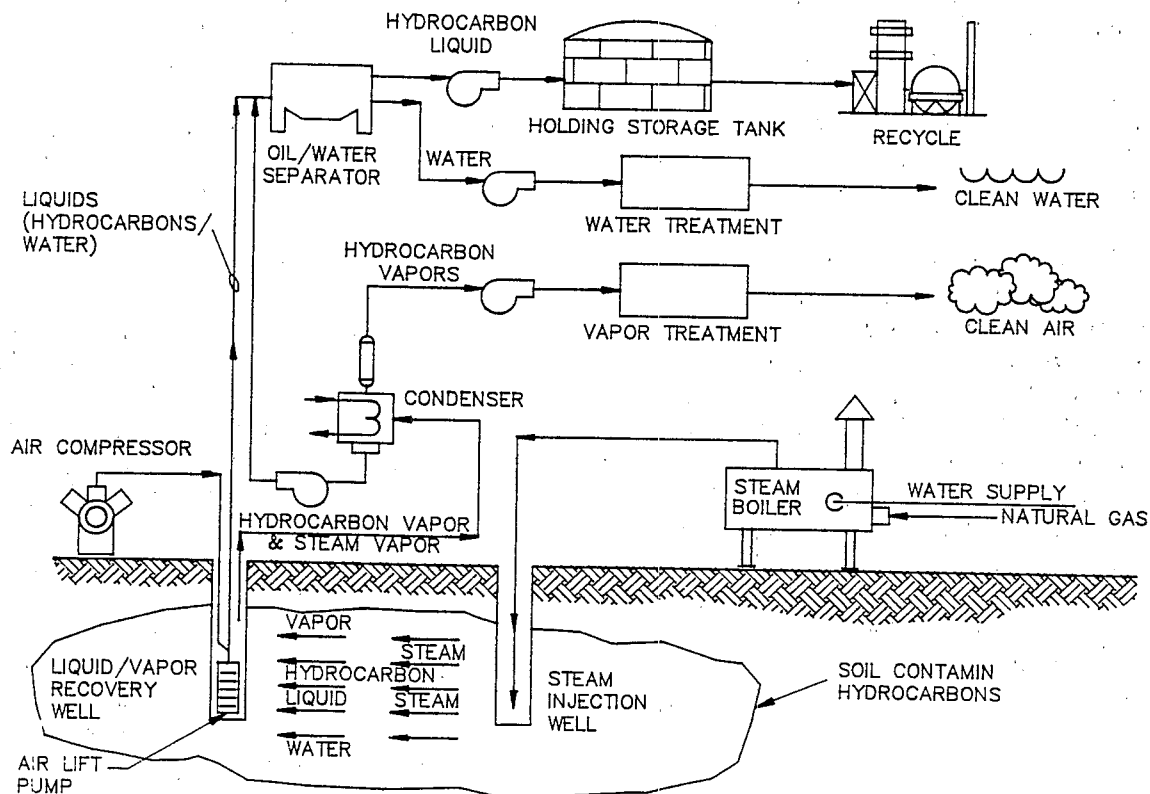 HYDROCARBON
LIQUID
HOLDING STORAGE TANK
RECYCLE
OIL/WATER
SEPARATOR
WATER
LIQUIDS
(HYDROCARBONS/
WATER)
WATER TREATMENT
CLEAN WATER
HYDROCARBON
VAPORS
VAPOR TREATMENT
CLEAN AIR
CONDENSER
AIR COMPRESSOR
STEAM
BOILER
WATER SUPPLY
NATURAL GAS
HYDROCARBON VAPOR
& STEAM VAPOR
VAPOR
STEAM
HYDROCARBON
LIQUID
STEAM
WATER
LIQUID/VAPOR
RECOVERY
WELL
STEAM
INJECTION
WELL
SOIL CONTAMIN
HYDROCARBONS
AIR LIFT
PUMP